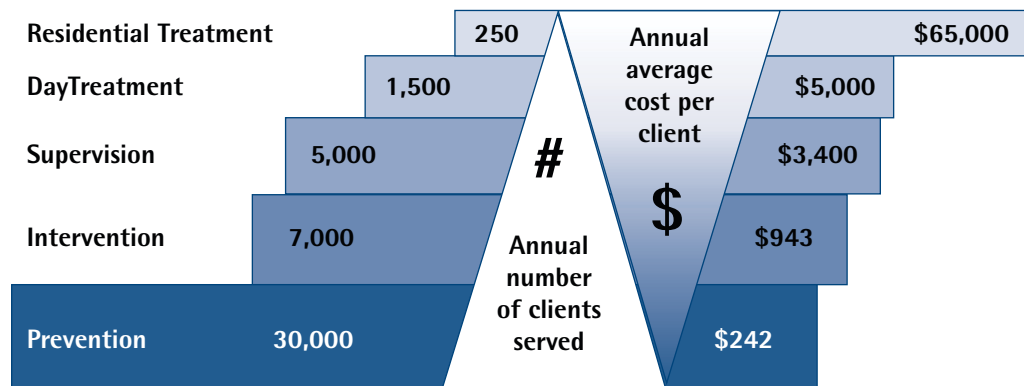 Residential Treatment 250 $65,000
DayTreatment 1,500 $5,000
Supervision 5,000 $3,400
Intervention 7,000 $943
Prevention 30,000 $242
#
Annual
number
of clients
served
Annual
average
cost per
client
$